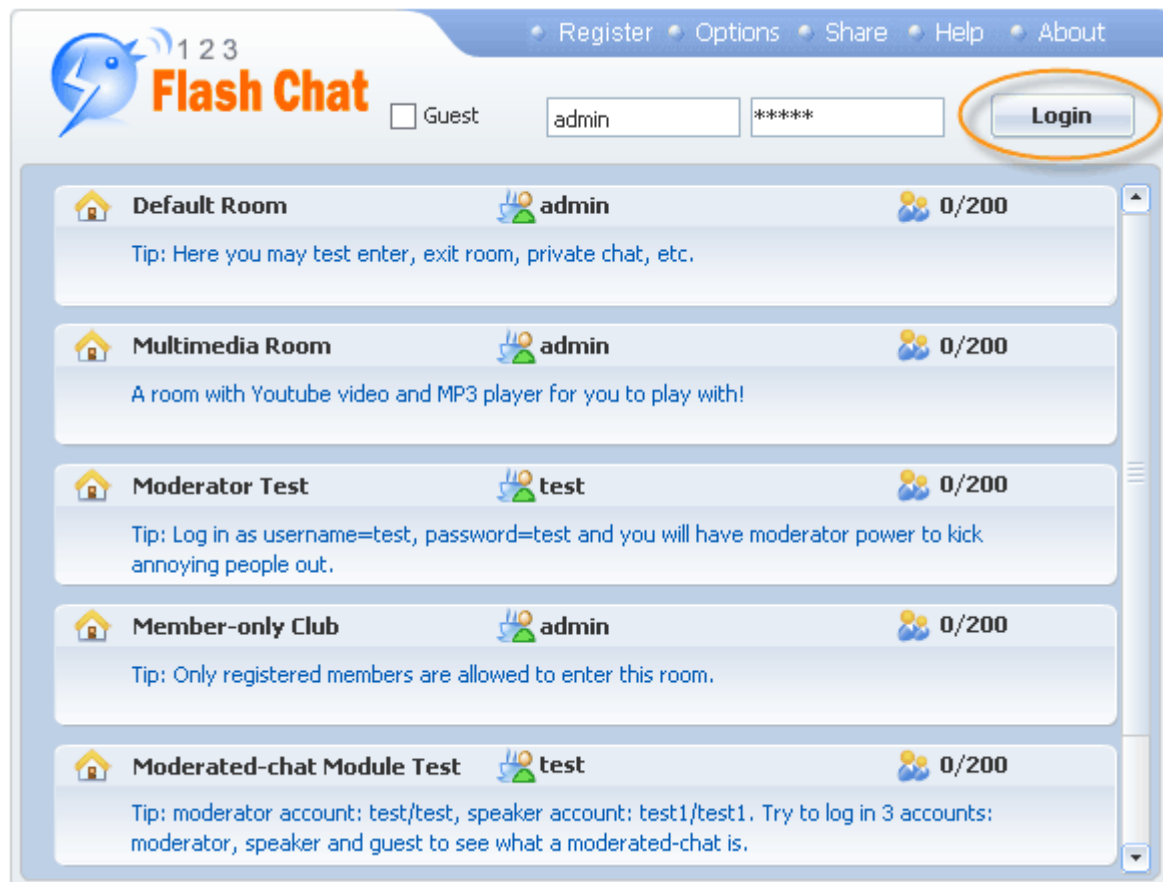 Register Options Share Help About
123
Flash Chat
Guest admin ***** Login
Default Room admin 0/200
Tip: Here you may test enter, exit room, private chat, etc.
Multimedia Room admin 0/200
A room with Youtube video and MP3 player for you to play with!
Moderator Test test 0/200
Tip: Log in as username=test, password=test and you will have moderator power to kick
annoying people out.
Member-only Club admin 0/200
Tip: Only registered members are allowed to enter this room.
Moderated-chat Module Test test 0/200
Tip: moderator account: test/test, speaker account: test1/test1. Try to log in 3 accounts:
moderator, speaker and guest to see what a moderated-chat is.